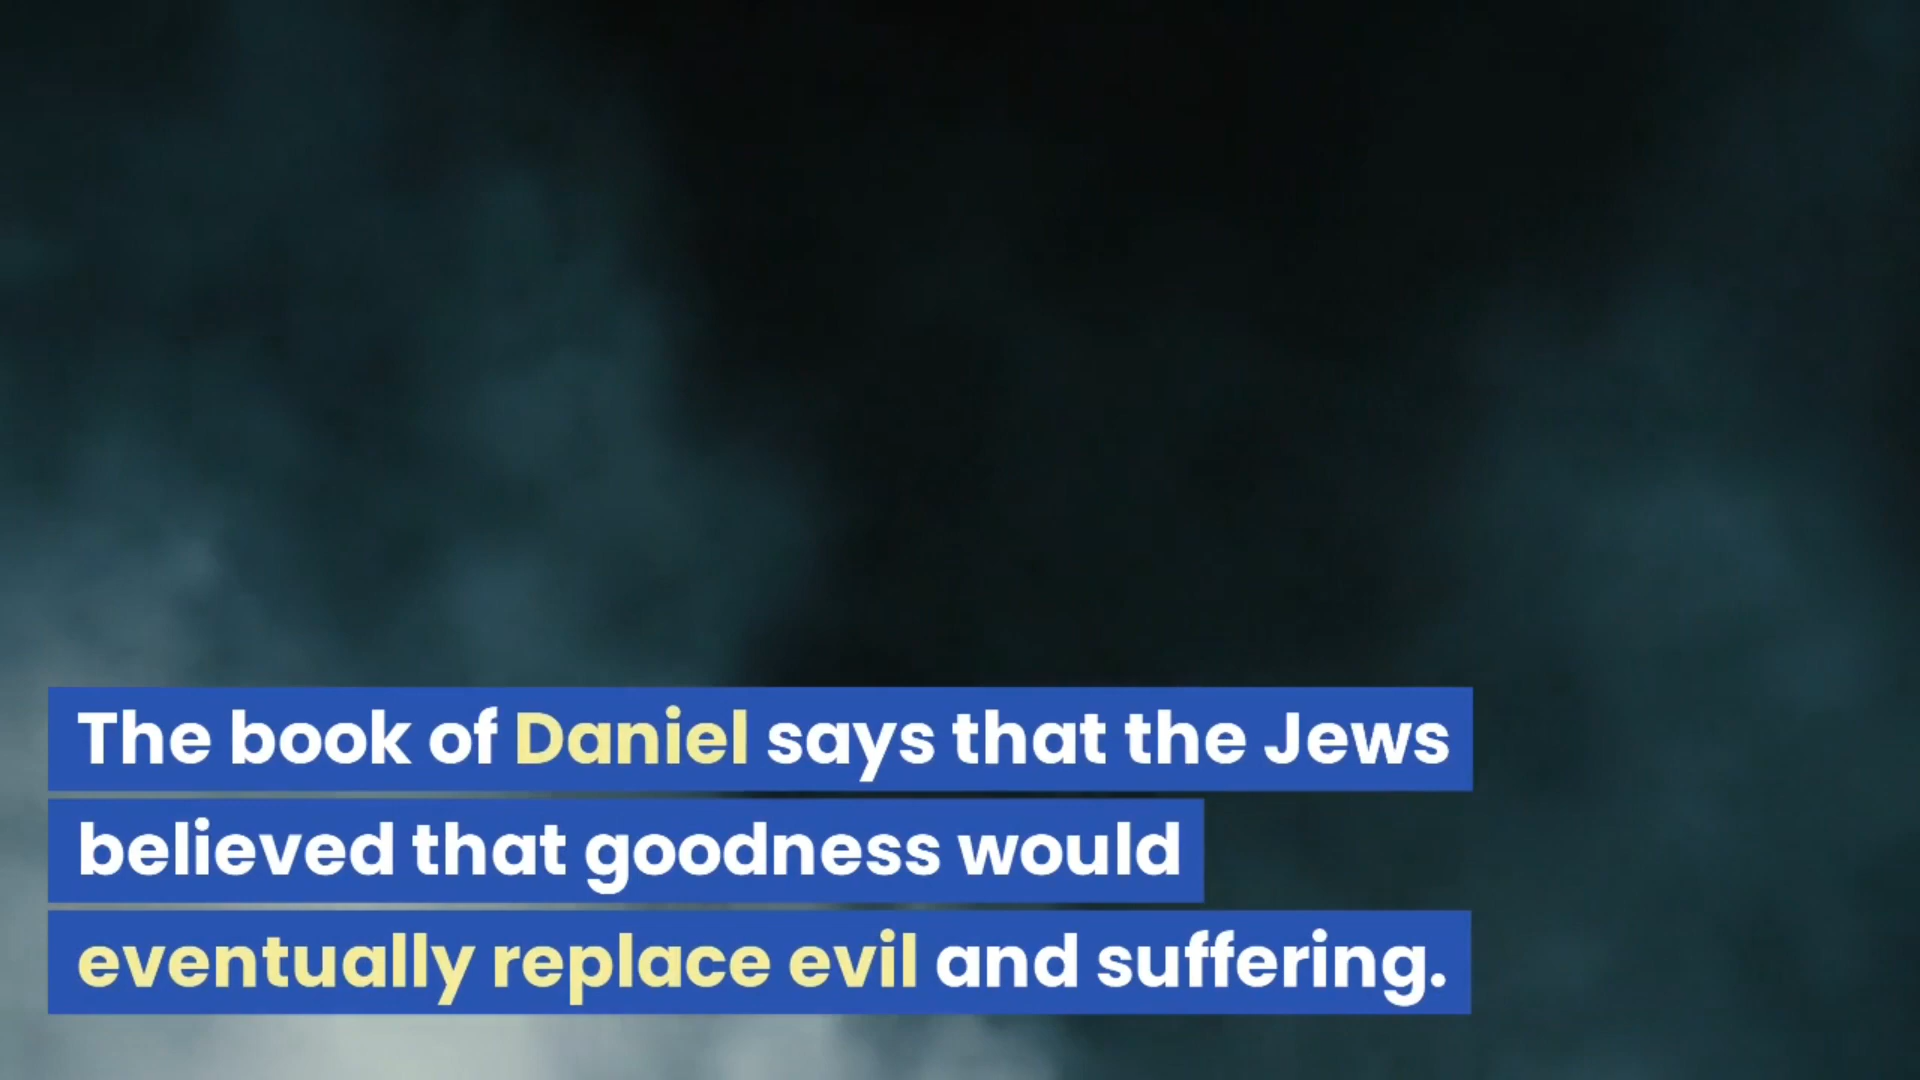 The book of Daniel says that the Jews
believed that goodness would
eventually replace evil and suffering.